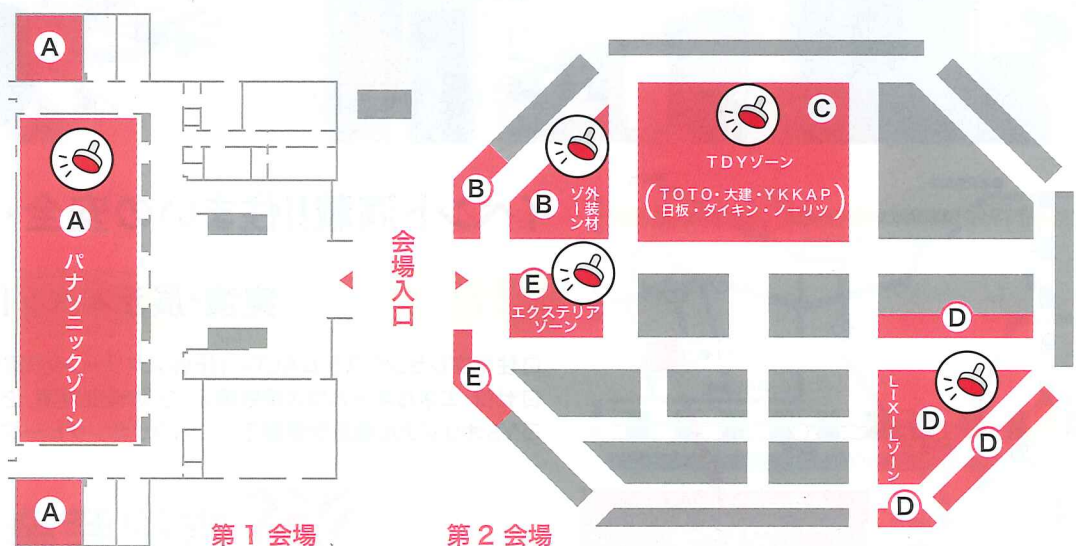 A
A
パナソニックゾーン
A
第1会場
会場入口
B
B
外装材
ゾーン
C
TDYゾーン
(TOTO・大建・YKKAP
日板・ダイキン・ノーリツ)
E
エクステリア
ゾーン
E
D
D
LIXILゾーン
D
D
第2会場